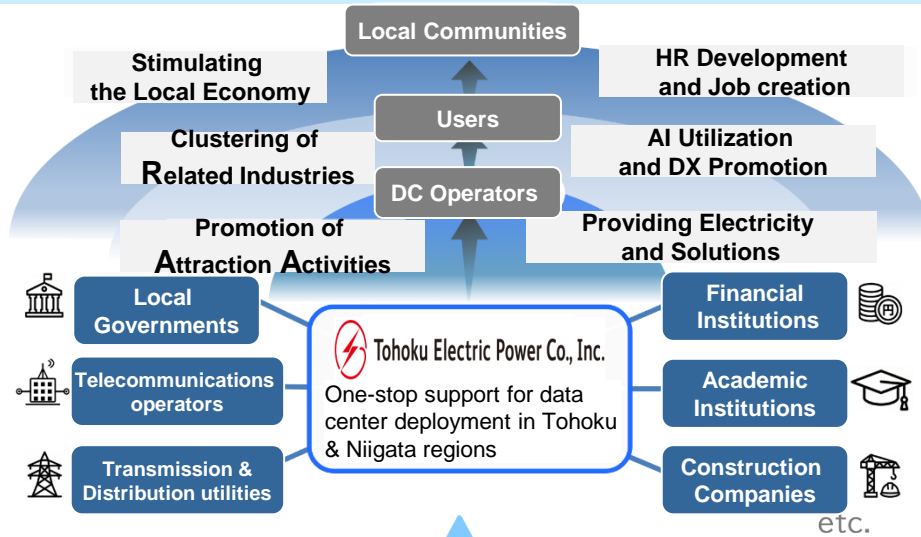 Local Communities
Stimulating
the Local Economy
HR Development
and Job creation
Users
Clustering of
Related Industries
AI Utilization
and DX Promotion
DC Operators
Promotion of
Attraction Activities
Providing Electricity
and Solutions
Local
Governments
Financial
Institutions
Tohoku Electric Power Co., Inc.
One-stop support for data
center deployment in Tohoku
& Niigata regions
Telecommunications
operators
Academic
Institutions
Transmission &
Distribution utilities
Construction
Companies
円
etc.